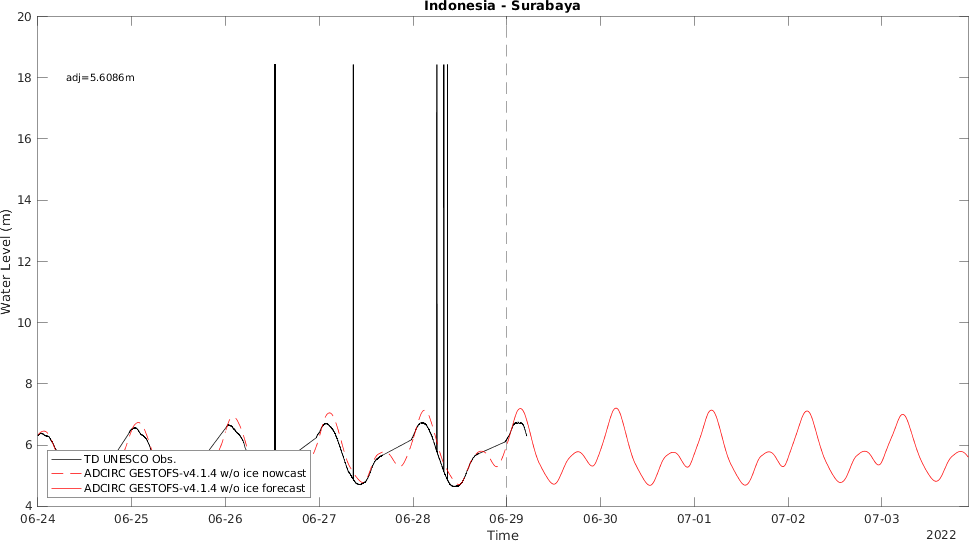 Indonesia - Surabaya
20
18
16
14
12
10
8
6
4
Water Level (m)
adj=5.6086m
TD UNESCO Obs.
ADCIRC GESTOFS-v4.1.4 w/o ice nowcast
ADCIRC GESTOFS-v4.1.4 w/o ice forecast
06-24 06-25 06-26 06-27 06-28 06-29 06-30 07-01 07-02 07-03
Time
2022